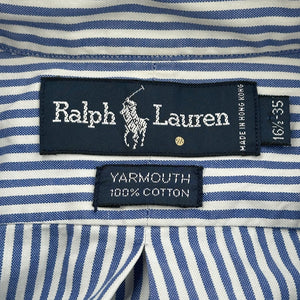 Ralph Lauren
MADE IN HONG KONG
16½-35
YARMOUTH
100% COTTON